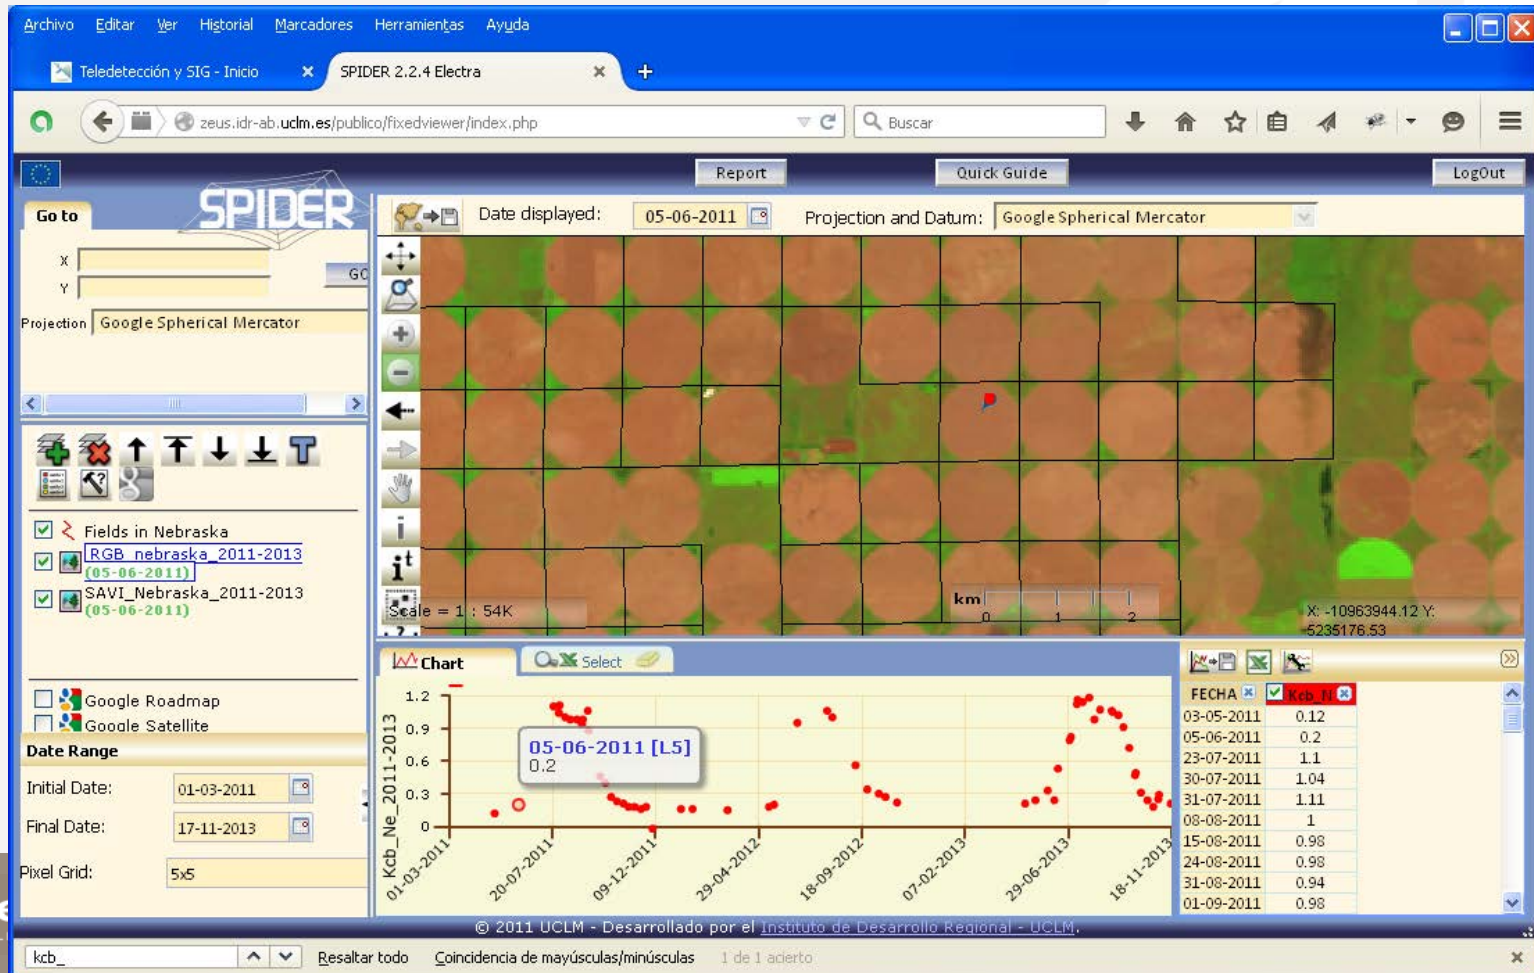 Archivo Editar Ver Historial Marcadores Herramientas Ayuda
Teledetección y SIG - Inicio
SPIDER 2.2.4 Electra
zeus.idr-ab.uclm.es/publico/fixedviewer/index.php
Buscar
SPIDER
Report
Quick Guide
LogOut
Go to
X
Y
GO
Projection Google Spherical Mercator
Date displayed: 05-06-2011
Projection and Datum: Google Spherical Mercator
Fields in Nebraska
RGB_nebraska_2011-2013
(05-06-2011)
SAVI_Nebraska_2011-2013
(05-06-2011)
Google Roadmap
Google Satellite
Date Range
Initial Date: 01-03-2011
Final Date: 17-11-2013
Pixel Grid: 5x5
Scale = 1 : 54K
km
0 1 2
X: -10963944.12 Y:
5235176.53
Chart
Select
Kcb_Ne_2011-2013
1.2
0.9
0.6
0.3
0
05-06-2011 [L5]
0.2
01-03-2011
20-07-2011
09-12-2011
29-04-2012
18-09-2012
07-02-2013
29-06-2013
18-11-2013
FECHA Kcb_N
03-05-2011 0.12
05-06-2011 0.2
23-07-2011 1.1
30-07-2011 1.04
31-07-2011 1.11
08-08-2011 1
15-08-2011 0.98
24-08-2011 0.98
31-08-2011 0.94
01-09-2011 0.98
© 2011 UCLM - Desarrollado por el Instituto de Desarrollo Regional - UCLM.
kcb_
Resaltar todo
Coincidencia de mayúsculas/minúsculas
1 de 1 acierto